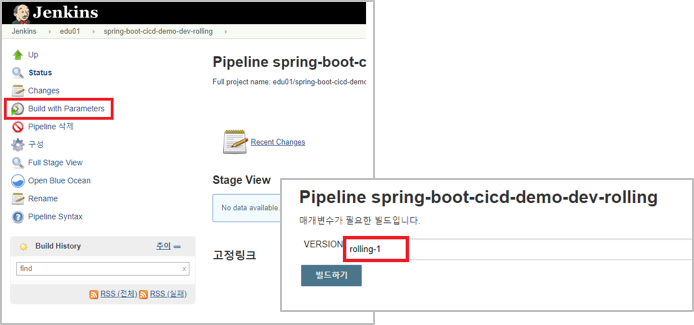 Jenkins
Jenkins › edu01 › spring-boot-cicd-demo-dev-rolling ›
Up
Status
Changes
Build with Parameters
Pipeline 삭제
구성
Full Stage View
Open Blue Ocean
Rename
Pipeline Syntax
Build History 추이
find x
RSS (전체) RSS (실패)
Pipeline spring-boot-c
Full project name: edu01/spring-boot-cicd-demo
Recent Changes
Stage View
No data available.
고정링크
Pipeline spring-boot-cicd-demo-dev-rolling
매개변수가 필요한 빌드입니다.
VERSION rolling-1
빌드하기